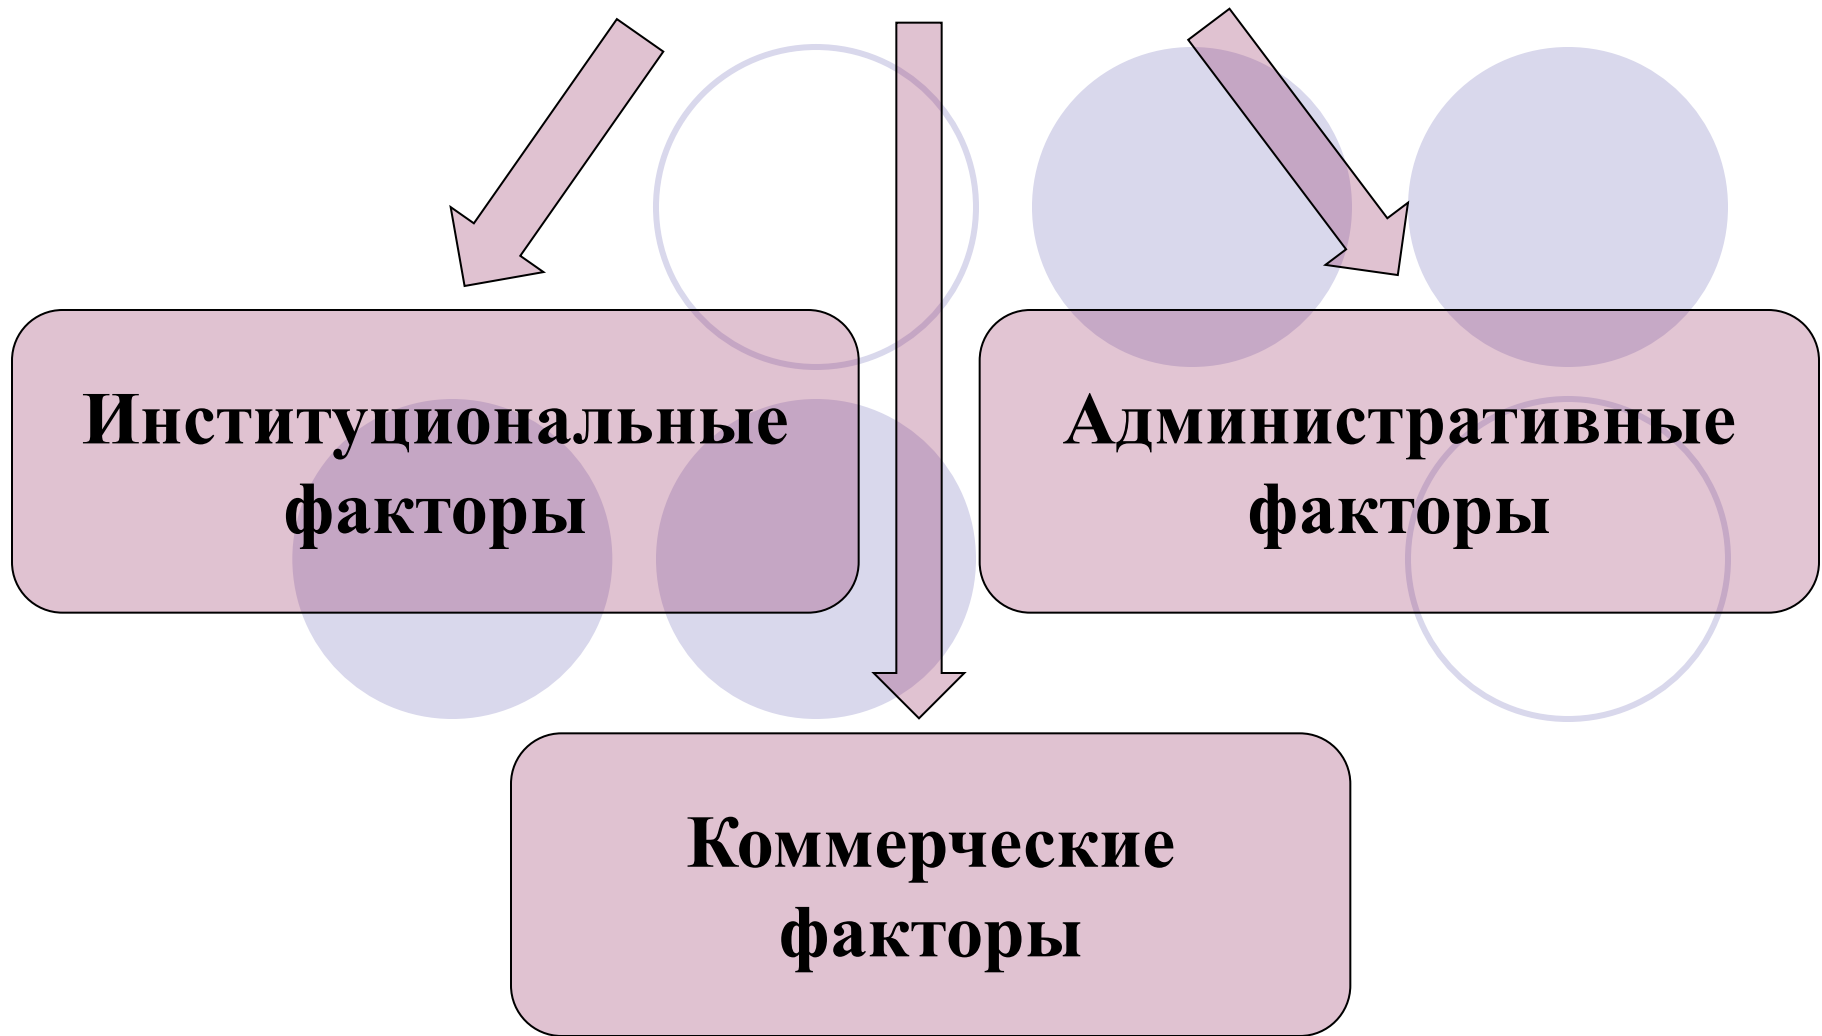 Институциональные
факторы
Административные
факторы
Коммерческие
факторы